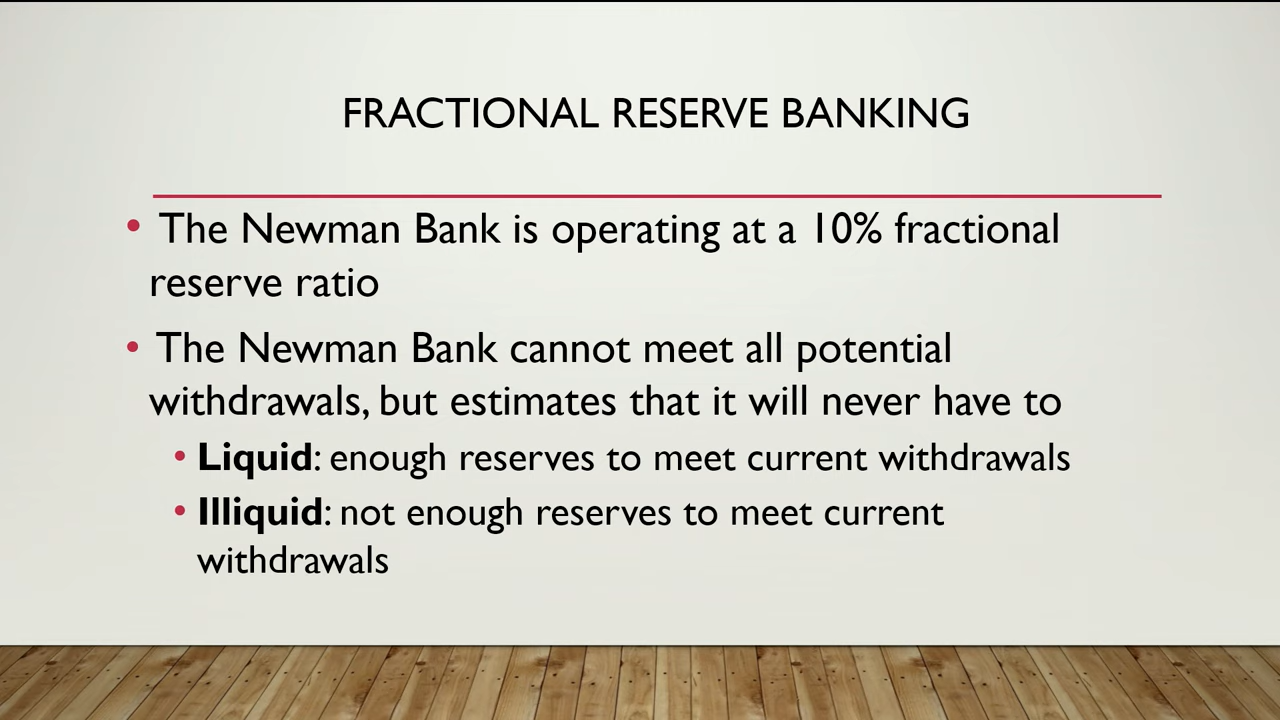 FRACTIONAL RESERVE BANKING
• The Newman Bank is operating at a 10% fractional
reserve ratio
• The Newman Bank cannot meet all potential
withdrawals, but estimates that it will never have to
• Liquid: enough reserves to meet current withdrawals
• Illiquid: not enough reserves to meet current
withdrawals